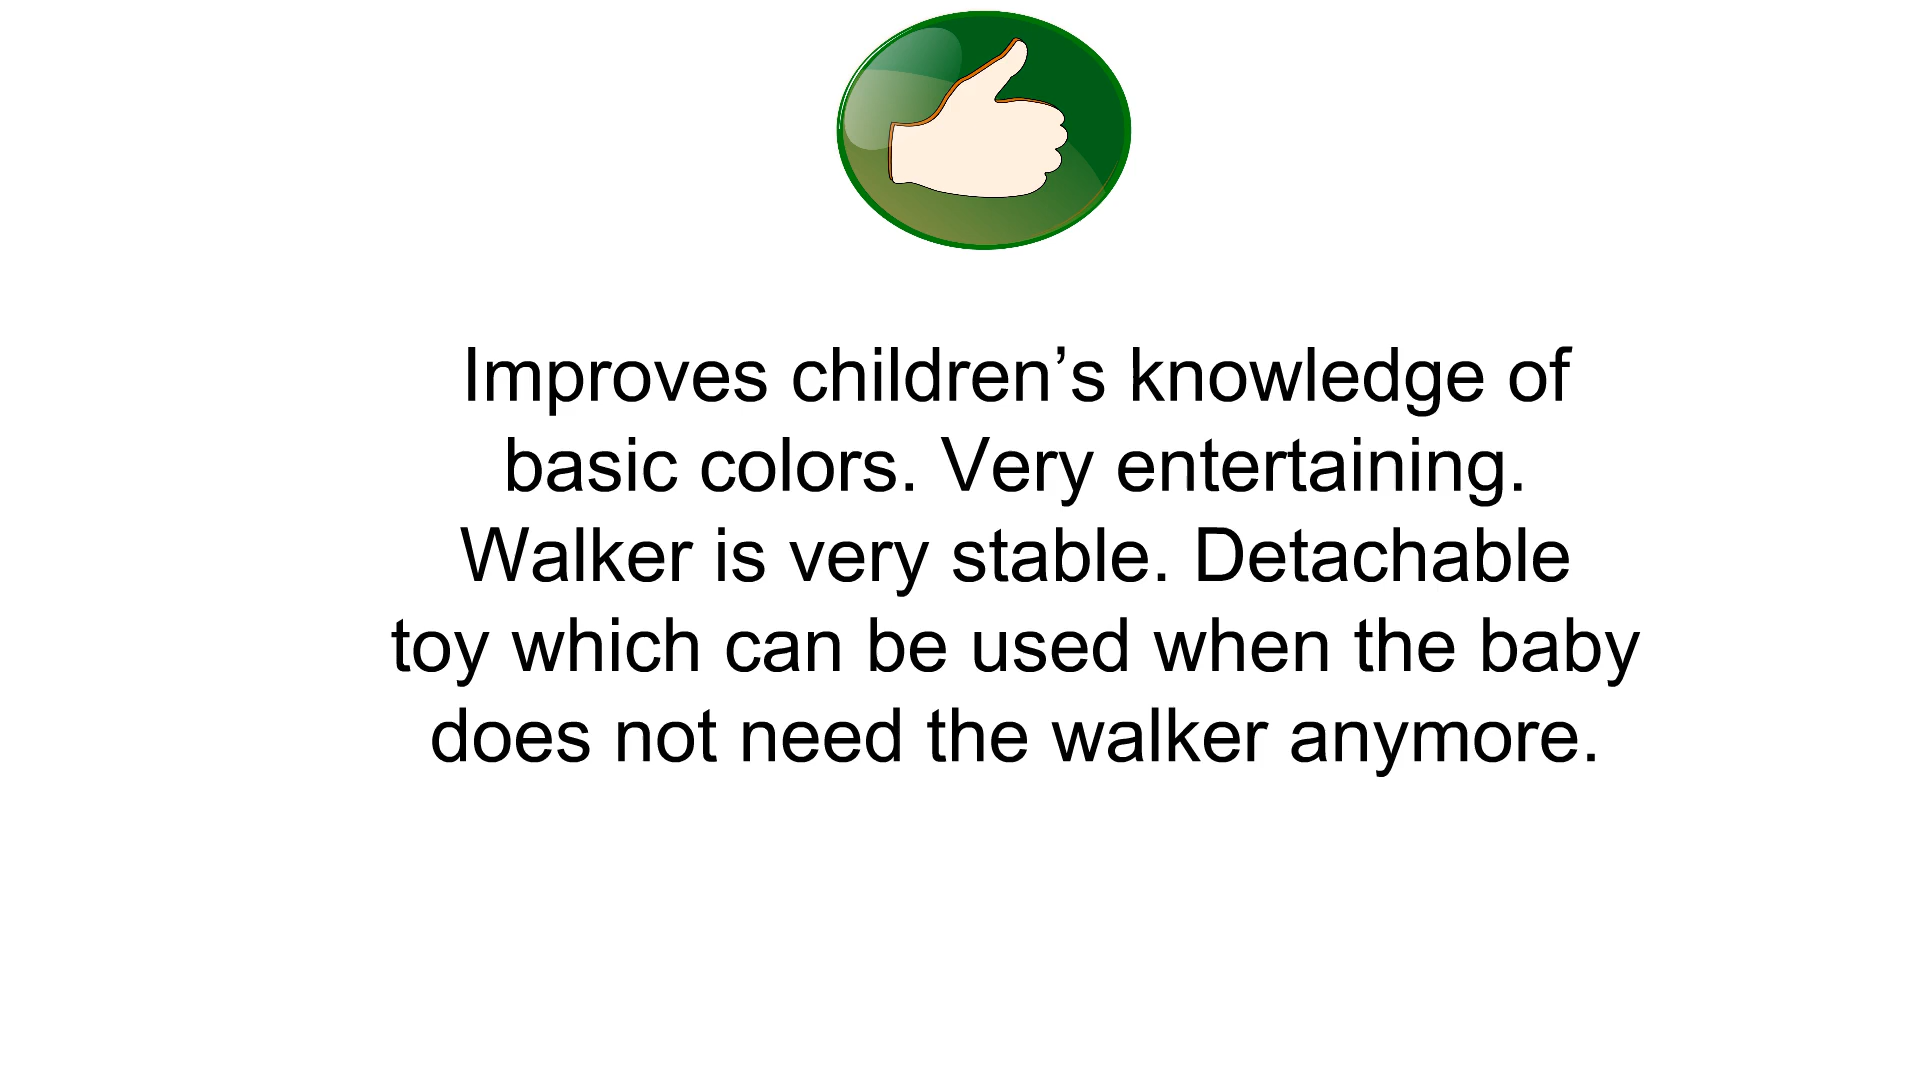 Improves children’s knowledge of
basic colors. Very entertaining.
Walker is very stable. Detachable
toy which can be used when the baby
does not need the walker anymore.